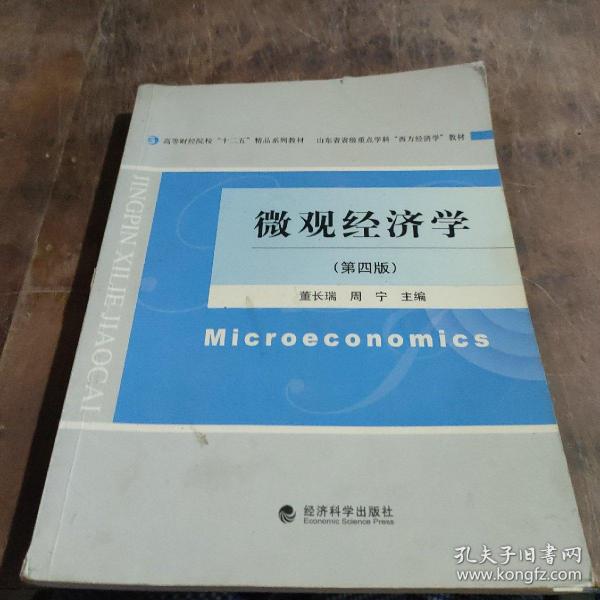 高等财经院校“十二五”精品系列教材 山东省省级重点学科“西方经济学”教材
JINGPIN XILIE JIAOCAI
微观经济学
（第四版）
董长瑞 周 宁 主编
Microeconomics
经济科学出版社
Economic Science Press
孔夫子旧书网
www.kongfz.com